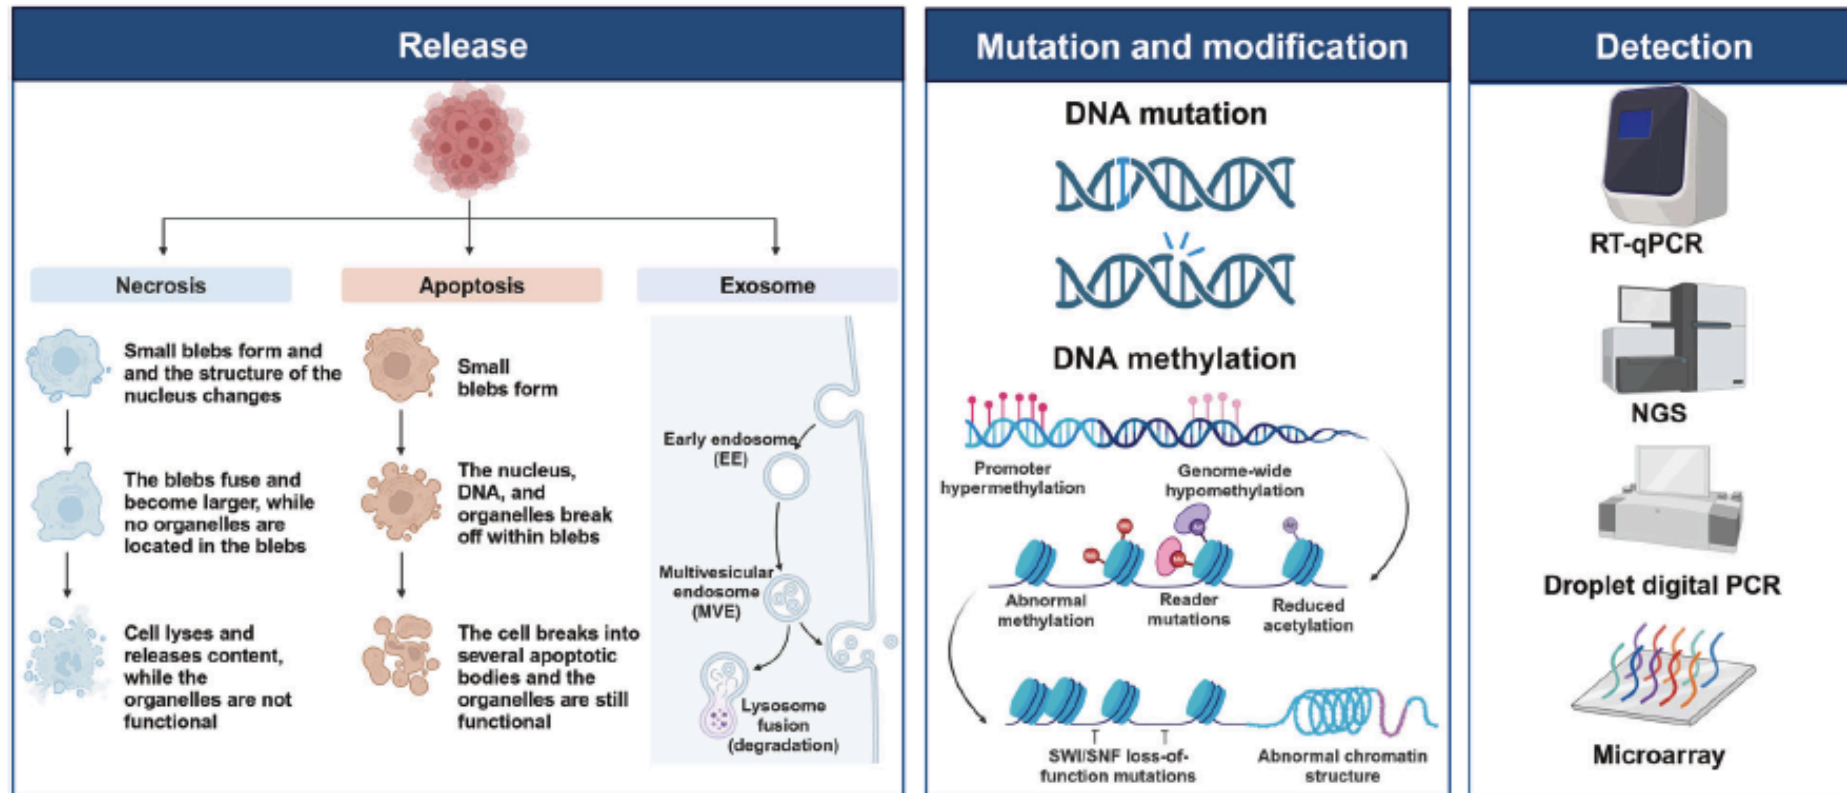 Release
Necrosis
Small blebs form and
and the structure of the
nucleus changes
The blebs fuse and
become larger, while
no organelles are
located in the blebs
Cell lyses and
releases content,
while the
organelles are not
functional
Apoptosis
Small
blebs form
The nucleus,
DNA, and
organelles break
off within blebs
The cell breaks into
several apoptotic
bodies and the
organelles are still
functional
Exosome
Early endosome
(EE)
Multivesicular
endosome
(MVE)
Lysosome
fusion
(degradation)
Mutation and modification
DNA mutation
DNA methylation
Promoter
hypermethylation
Genome-wide
hypomethylation
Abnormal
methylation
Reader
mutations
Reduced
acetylation
SWI/SNF loss-of-
function mutations
Abnormal chromatin
structure
Detection
RT-qPCR
NGS
Droplet digital PCR
Microarray